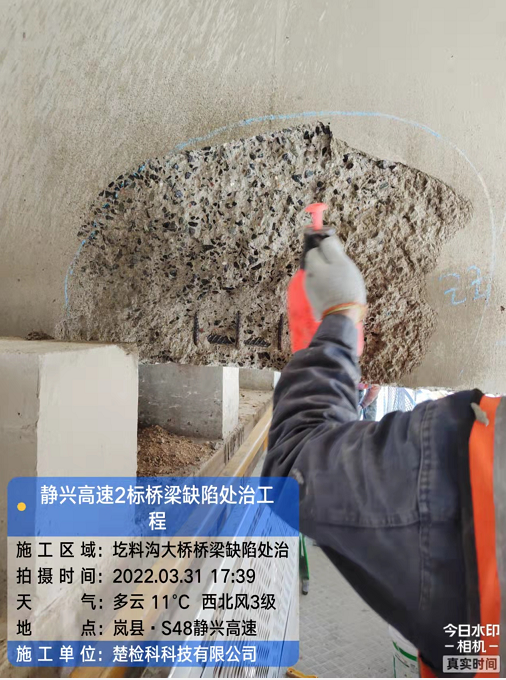 静兴高速2标桥梁缺陷处治工
程
施工区域：圪料沟大桥桥梁缺陷处治
拍摄时间：2022.03.31 17:39
天气：多云 11°C 西北风3级
地点：岚县·S48静兴高速
施工单位：楚检科科技有限公司
今日水印
-相机-
真实时间